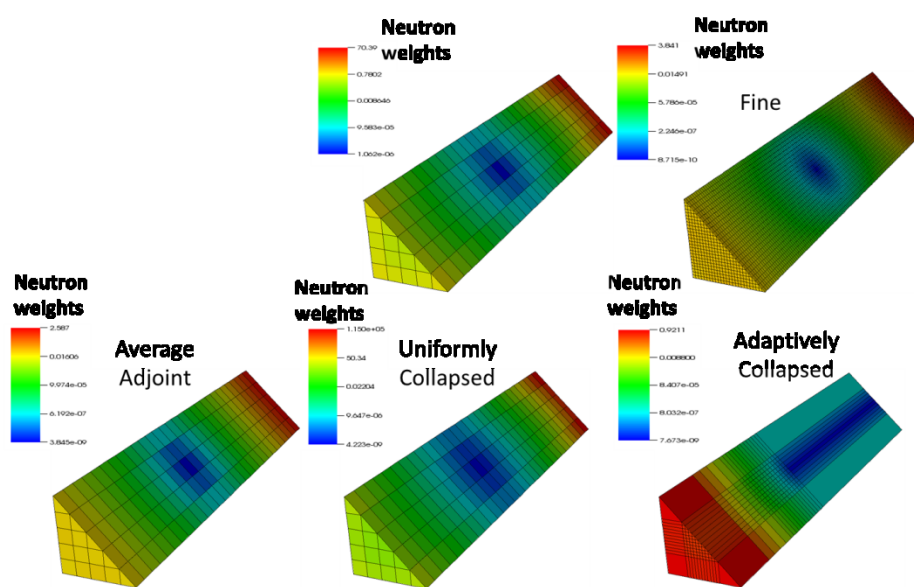 Neutron
weights
70.39
0.7802
0.008646
9.583e-05
1.062e-06
Neutron
weights
3.841
0.01491
5.786e-05
2.246e-07
8.715e-10
Fine
Neutron
weights
2.587
0.01606
9.974e-05
6.192e-07
3.845e-09
Average
Adjoint
Neutron
weights
1.150e+05
50.34
0.02204
9.647e-06
4.223e-09
Uniformly
Collapsed
Neutron
weights
0.9211
0.008800
8.407e-05
8.032e-07
7.673e-09
Adaptively
Collapsed